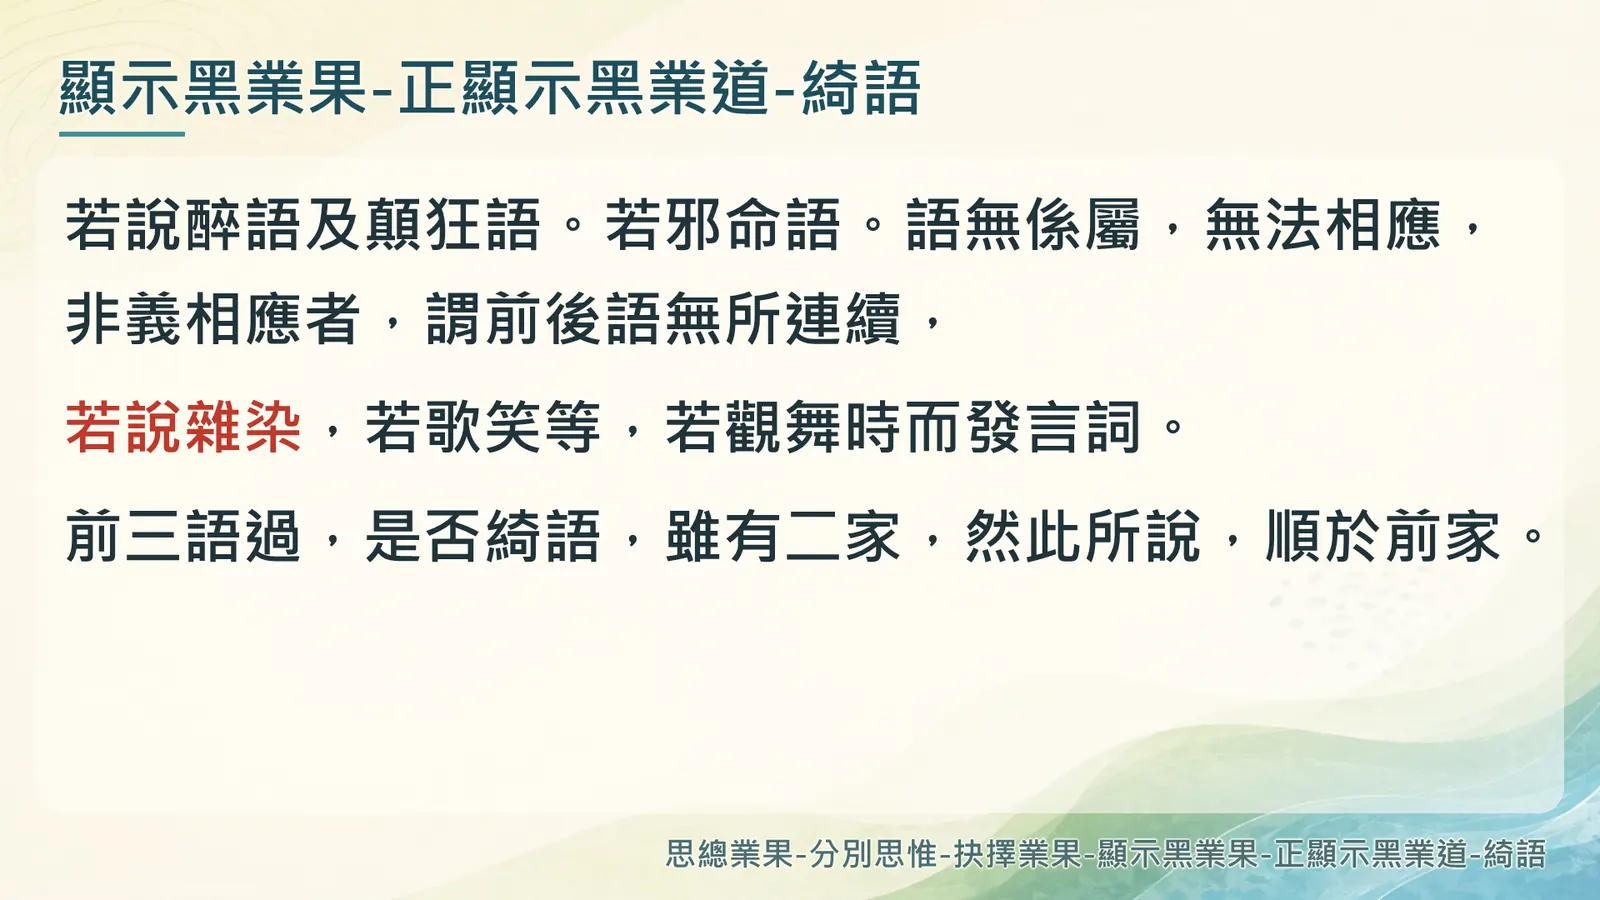 顯示黑業果-正顯示黑業道-綺語
若說醉語及顛狂語。若邪命語。語無係屬，無法相應，
非義相應者，謂前後語無所連續，
若說雜染，若歌笑等，若觀舞時而發言詞。
前三語過，是否綺語，雖有二家，然此所說，順於前家。
思總業果-分別思惟-抉擇業果-顯示黑業果-正顯示黑業道-綺語